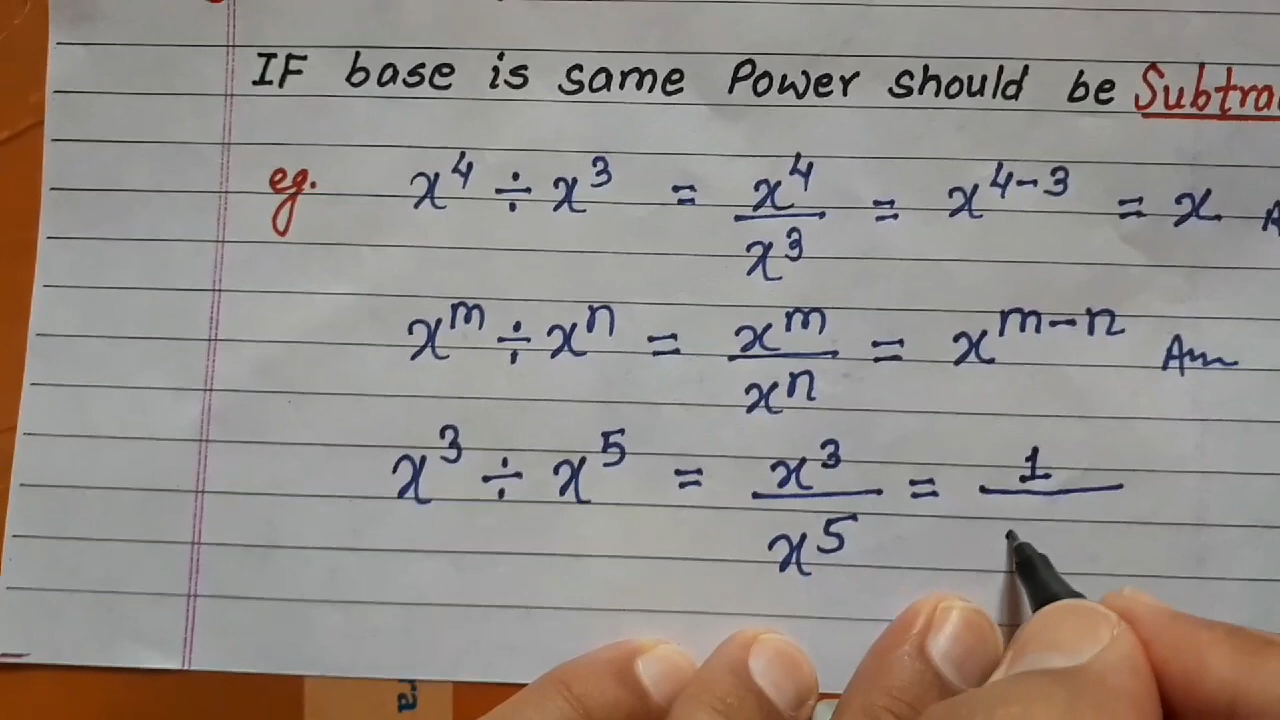 IF base is same Power should be Subtra
eg. x⁴ ÷ x³ = x⁴/x³ = x⁴⁻³ = x
xᵐ ÷ xⁿ = xᵐ/xⁿ = xᵐ⁻ⁿ Ans
x³ ÷ x⁵ = x³/x⁵ = 1/
ra